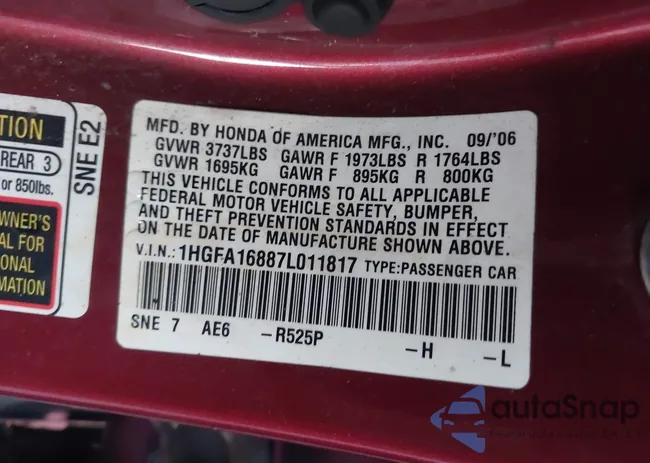 TION
REAR 3
or 850lbs.
WNER'S
AL FOR
ONAL
MATION
SNE E2
MFD. BY HONDA OF AMERICA MFG., INC. 09/'06
GVWR 3737LBS GAWR F 1973LBS R 1764LBS
GVWR 1695KG GAWR F 895KG R 800KG
THIS VEHICLE CONFORMS TO ALL APPLICABLE
FEDERAL MOTOR VEHICLE SAFETY, BUMPER,
AND THEFT PREVENTION STANDARDS IN EFFECT
ON THE DATE OF MANUFACTURE SHOWN ABOVE.
V.I.N.: 1HGFA16887L011817 TYPE:PASSENGER CAR
SNE 7 AE6 –R525P –H –L
autoSnap